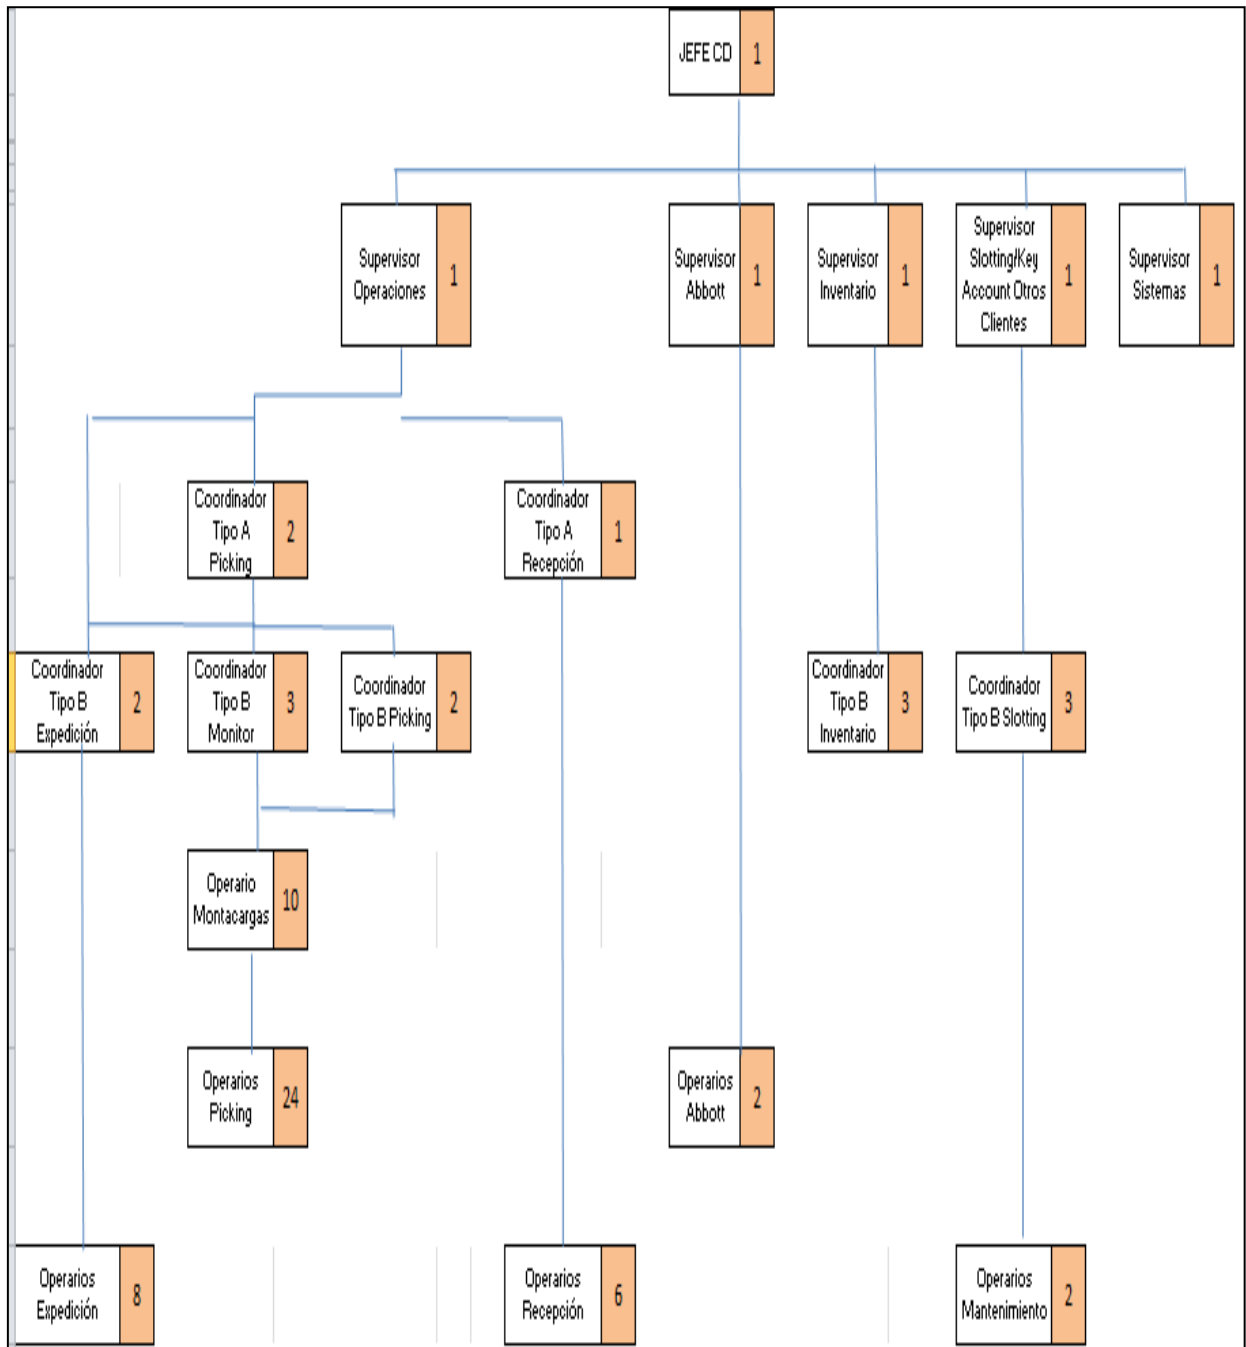 JEFE CD
1
Supervisor
Operaciones
1
Supervisor
Abbott
1
Supervisor
Inventario
1
Supervisor
Slotting/Key
Account Otros
Clientes
1
Supervisor
Sistemas
1
Coordinador
Tipo A
Picking
2
Coordinador
Tipo A
Recepción
1
Coordinador
Tipo B
Expedición
2
Coordinador
Tipo B
Monitor
3
Coordinador
Tipo B Picking
2
Coordinador
Tipo B
Inventario
3
Coordinador
Tipo B Slotting
3
Operario
Montacargas
10
Operarios
Picking
24
Operarios
Abbott
2
Operarios
Expedición
8
Operarios
Recepción
6
Operarios
Mantenimiento
2